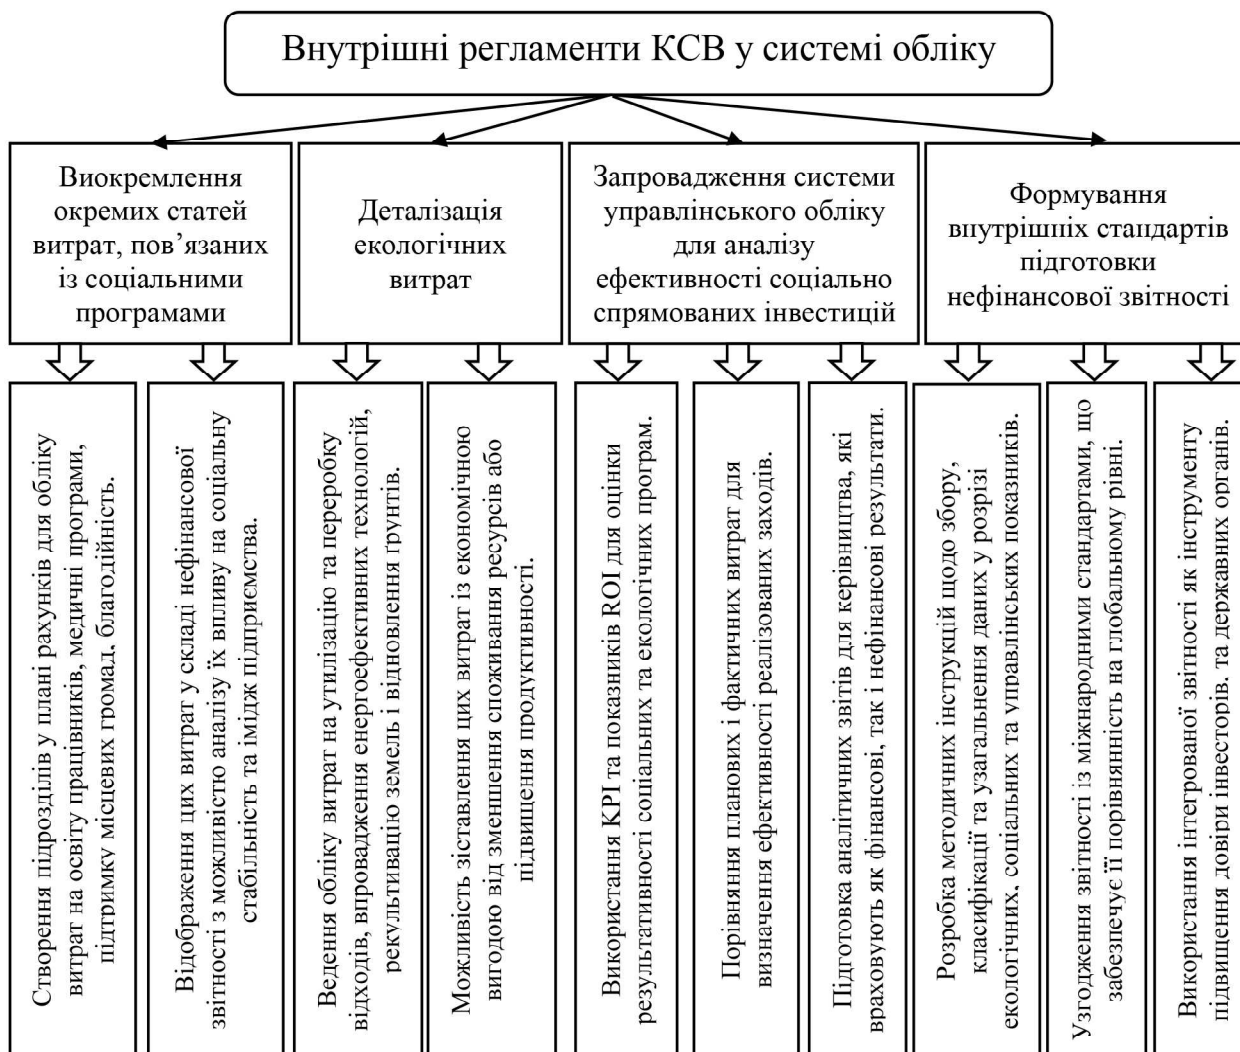 Внутрішні регламенти КСВ у системі обліку
Виокремлення
окремих статей
витрат, пов’язаних
із соціальними
програмами
Деталізація
екологічних
витрат
Запровадження системи
управлінського обліку
для аналізу
ефективності соціально
спрямованих інвестицій
Формування
внутрішніх стандартів
підготовки
нефінансової звітності
Створення підрозділів у плані рахунків для обліку
витрат на освіту працівників, медичні програми,
підтримку місцевих громад, благодійність.
Відображення цих витрат у складі нефінансової
звітності з можливістю аналізу їх впливу на соціальну
стабільність та імідж підприємства.
Ведення обліку витрат на утилізацію та переробку
відходів, впровадження енергоефективних технологій,
рекультивацію земель і відновлення ґрунтів.
Можливість зіставлення цих витрат із економічною
вигодою від зменшення споживання ресурсів або
підвищення продуктивності.
Використання KPI та показників ROI для оцінки
результативності соціальних та екологічних програм.
Порівняння планових і фактичних витрат для
визначення ефективності реалізованих заходів.
Підготовка аналітичних звітів для керівництва, які
враховують як фінансові, так і нефінансові результати.
Розробка методичних інструкцій щодо збору,
класифікації та узагальнення даних у розрізі
екологічних, соціальних та управлінських показників.
Узгодження звітності із міжнародними стандартами, що
забезпечує її порівнянність на глобальному рівні.
Використання інтегрованої звітності як інструменту
підвищення довіри інвесторів, та державних органів.